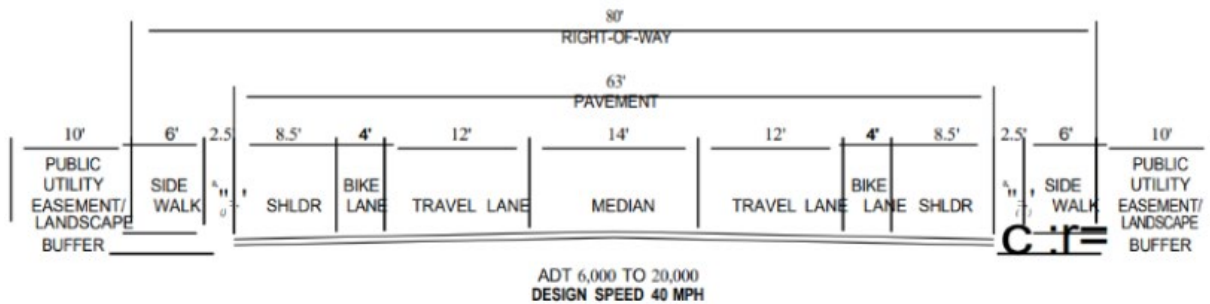 80'
RIGHT-OF-WAY
63'
PAVEMENT
10' 6' 2.5 8.5' 4' 12' 14' 12' 4' 8.5' 2.5' 6' 10'
PUBLIC UTILITY EASEMENT/ LANDSCAPE BUFFER
SIDE WALK
SHLDR
BIKE LANE
TRAVEL LANE
MEDIAN
TRAVEL LANE
BIKE LANE
SHLDR
SIDE WALK
PUBLIC UTILITY EASEMENT/ LANDSCAPE BUFFER
c :r=
ADT 6,000 TO 20,000
DESIGN SPEED 40 MPH